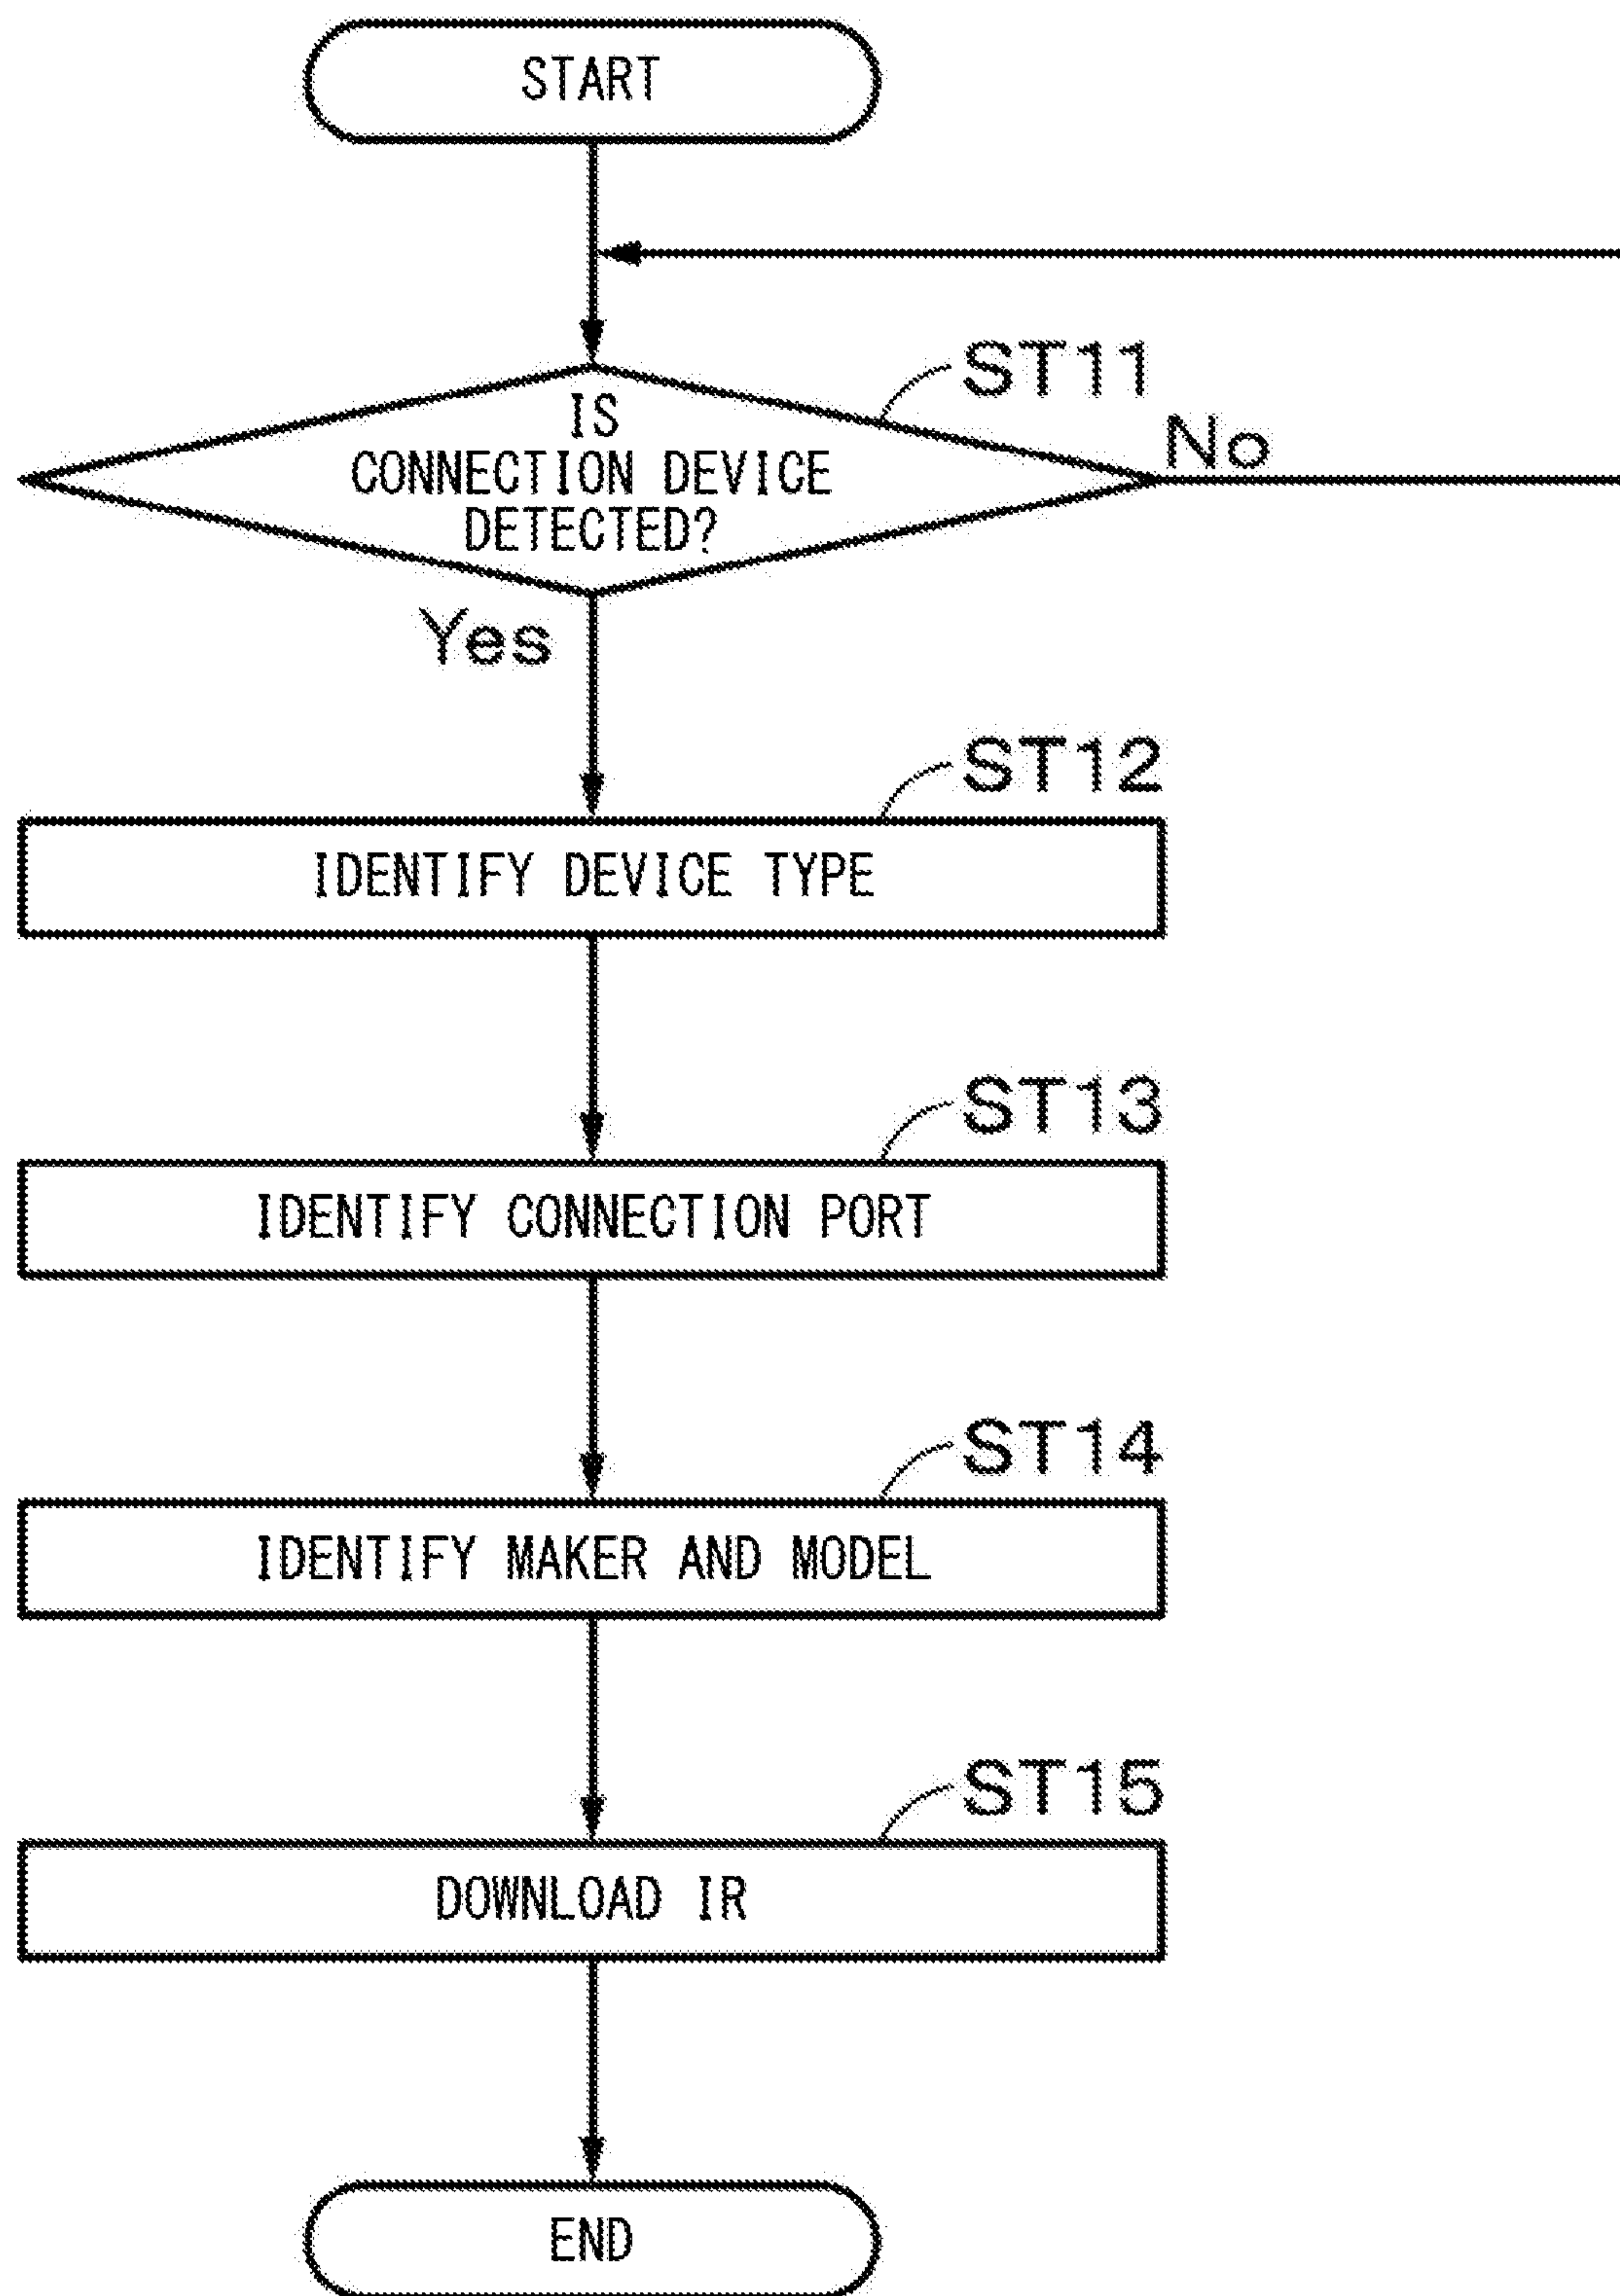 START
ST11
IS
CONNECTION DEVICE
DETECTED?
No
Yes
ST12
IDENTIFY DEVICE TYPE
ST13
IDENTIFY CONNECTION PORT
ST14
IDENTIFY MAKER AND MODEL
ST15
DOWNLOAD IR
END